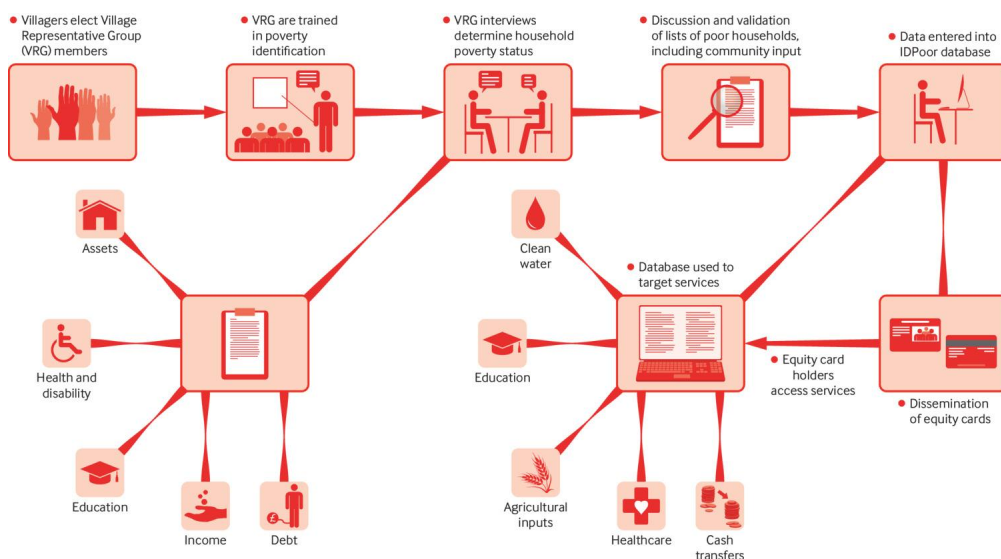 Villagers elect Village
Representative Group
(VRG) members
VRG are trained
in poverty
identification
VRG interviews
determine household
poverty status
Discussion and validation
of lists of poor households,
including community input
Data entered into
IDPoor database
Assets
Health and
disability
Education
Income
Debt
Clean
water
Database used to
target services
Education
Agricultural
inputs
Healthcare
Cash
transfers
Equity card
holders
access services
Dissemination
of equity cards